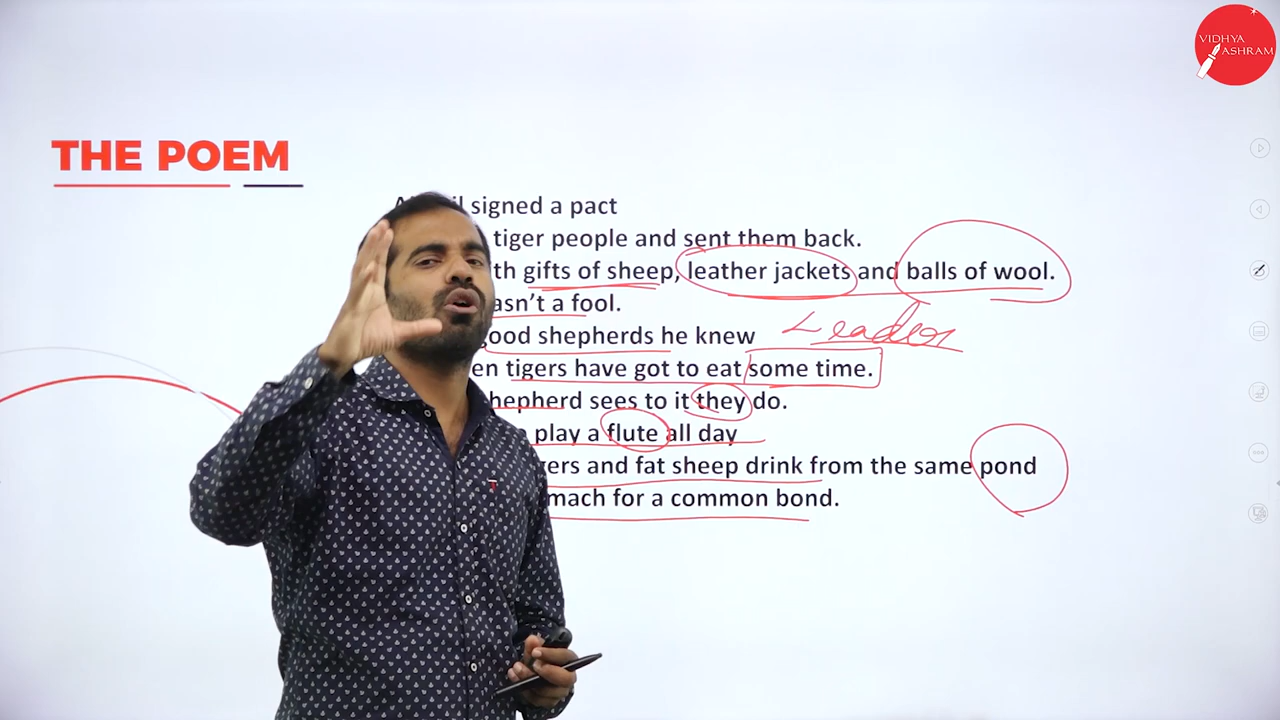 VIDHYA
ASHRAM
THE POEM
signed a pact
tiger people and sent them back.
gifts of sheep, leather jackets and balls of wool.
a fool.
shepherds he knew
Leader
tigers have got to eat some time.
sees to it they do.
play a flute all day
and fat sheep drink from the same pond
for a common bond.